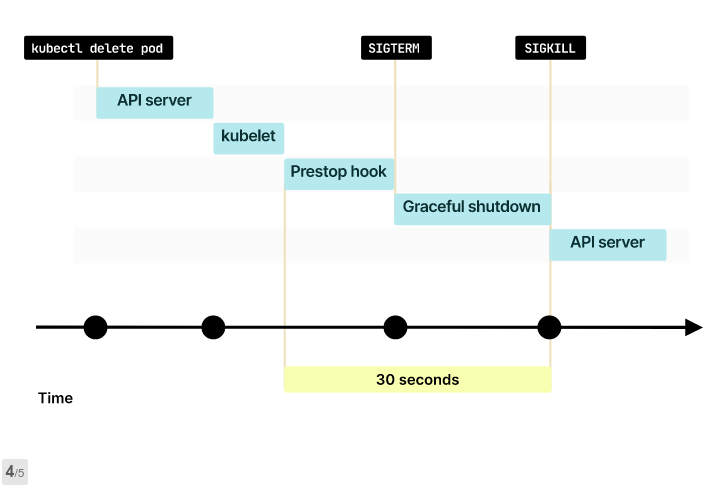 kubectl delete pod
SIGTERM
SIGKILL
API server
kubelet
Prestop hook
Graceful shutdown
API server
30 seconds
Time
4/5